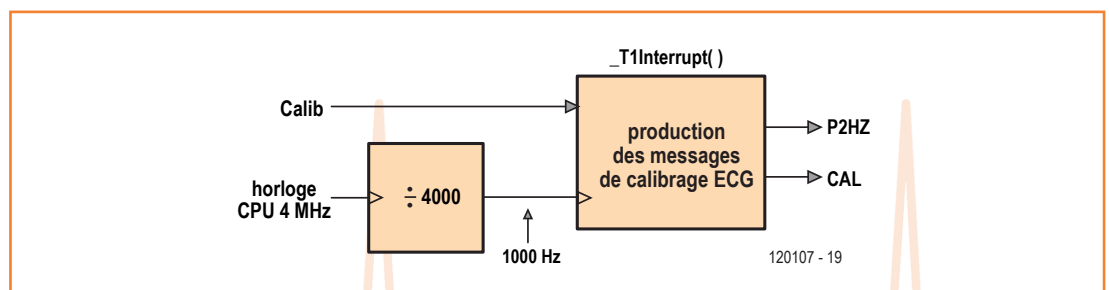 _T1Interrupt( )
Calib
production
des messages
de calibrage ECG
P2HZ
CAL
horloge
CPU 4 MHz
÷ 4000
1000 Hz
120107 - 19